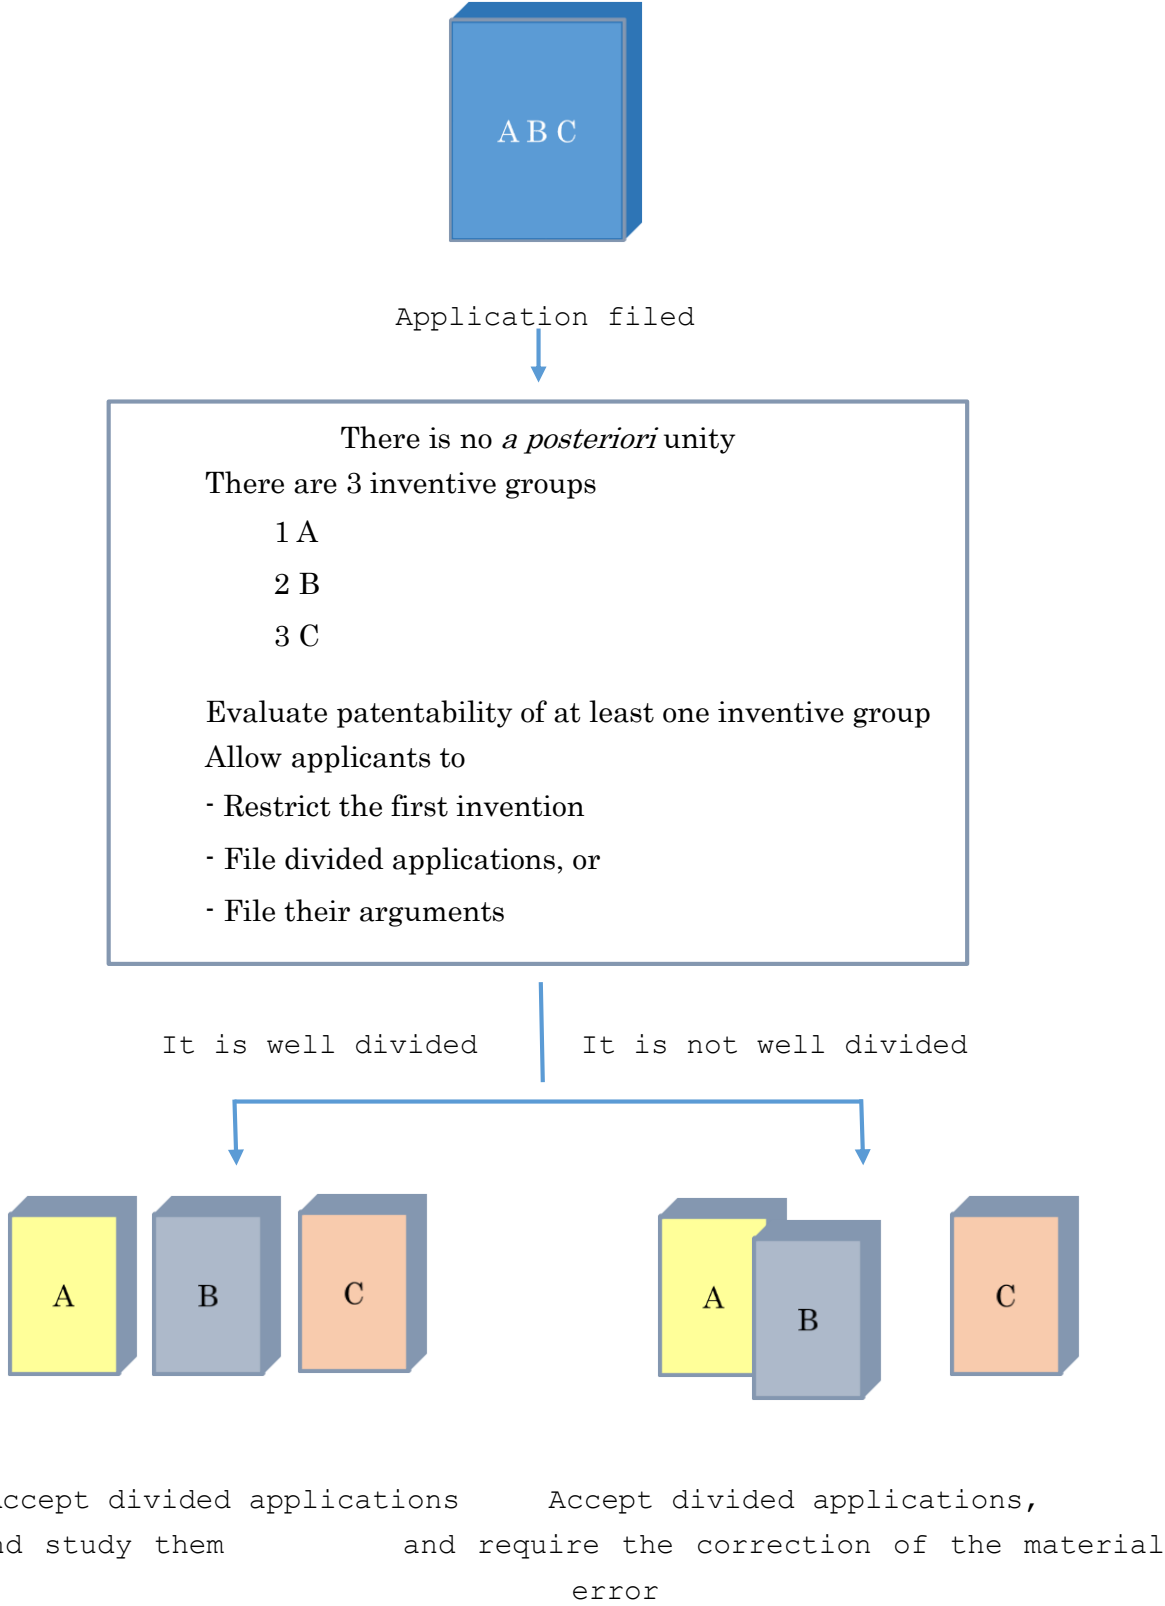 A B C
Application filed
There is no a posteriori unity
There are 3 inventive groups
1 A
2 B
3 C
Evaluate patentability of at least one inventive group
Allow applicants to
- Restrict the first invention
- File divided applications, or
- File their arguments
It is well divided
It is not well divided
A
B
C
A
B
C
ccept divided applications
nd study them
Accept divided applications,
and require the correction of the material
error